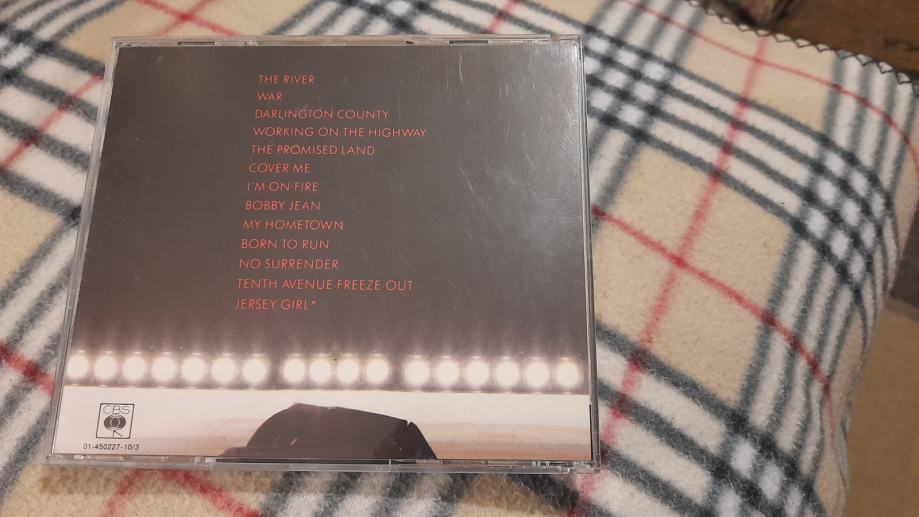 THE RIVER
WAR
DARLINGTON COUNTY
WORKING ON THE HIGHWAY
THE PROMISED LAND
COVER ME
I'M ON FIRE
BOBBY JEAN
MY HOMETOWN
BORN TO RUN
NO SURRENDER
TENTH AVENUE FREEZE-OUT
JERSEY GIRL*
CBS
01-450227-10/3